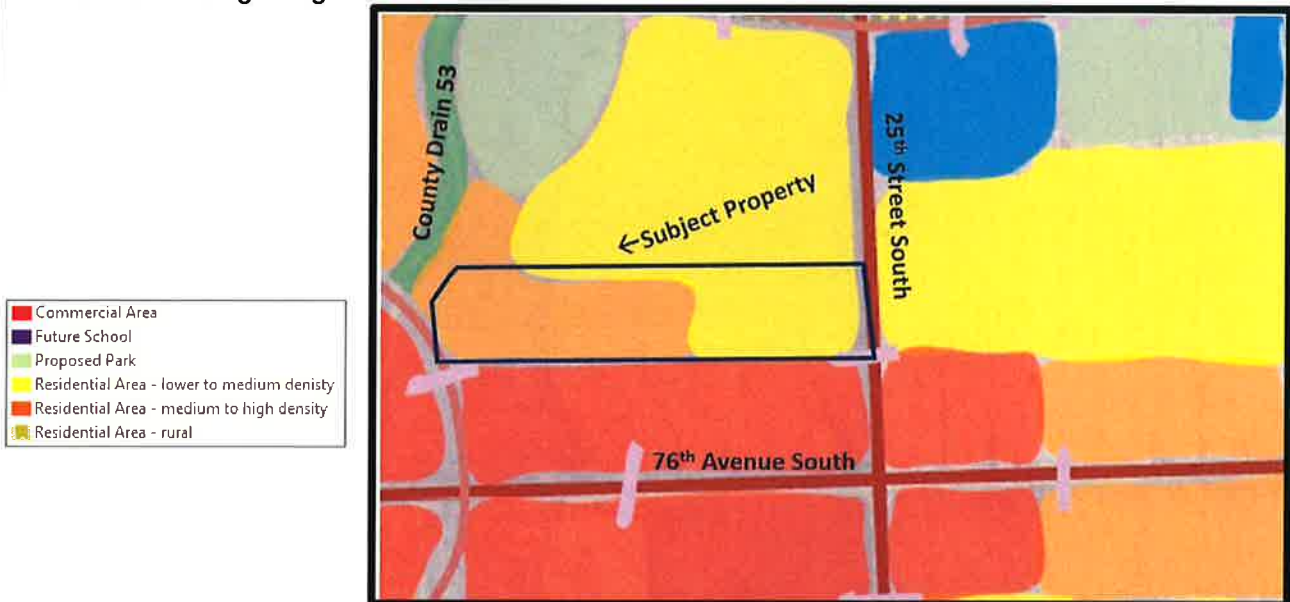 County Drain 53
25th Street South
←Subject Property
Commercial Area
Future School
Proposed Park
Residential Area - lower to medium denisty
Residential Area - medium to high density
Residential Area - rural
76th Avenue South